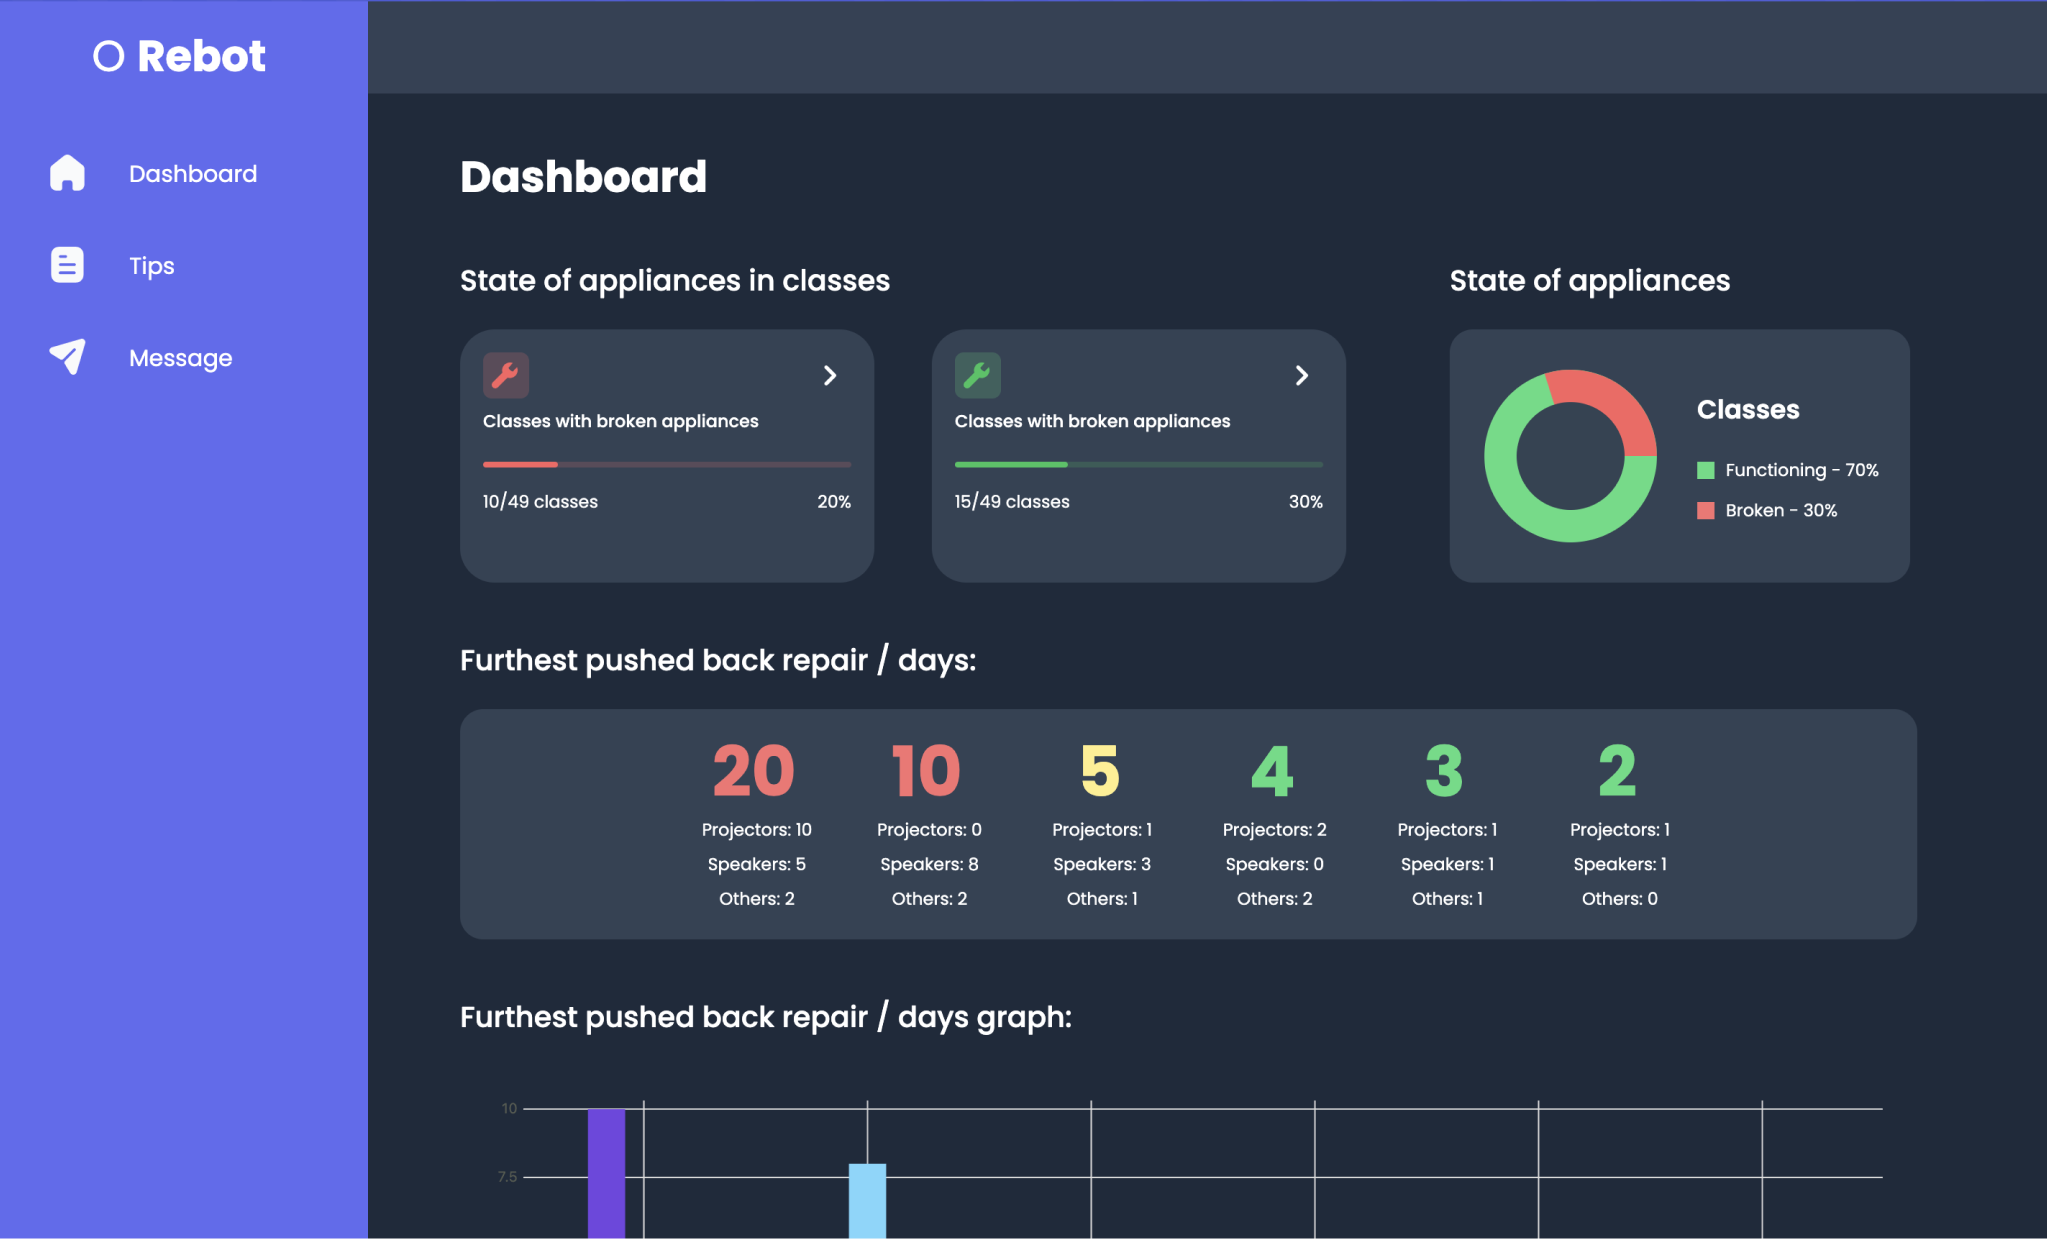 Rebot
Dashboard
Tips
Message
Dashboard
State of appliances in classes
Classes with broken appliances
10/49 classes 20%
Classes with broken appliances
15/49 classes 30%
State of appliances
Classes
Functioning - 70%
Broken - 30%
Furthest pushed back repair / days:
20
Projectors: 10
Speakers: 5
Others: 2
10
Projectors: 0
Speakers: 8
Others: 2
5
Projectors: 1
Speakers: 3
Others: 1
4
Projectors: 2
Speakers: 0
Others: 2
3
Projectors: 1
Speakers: 1
Others: 1
2
Projectors: 1
Speakers: 1
Others: 0
Furthest pushed back repair / days graph:
10
7.5